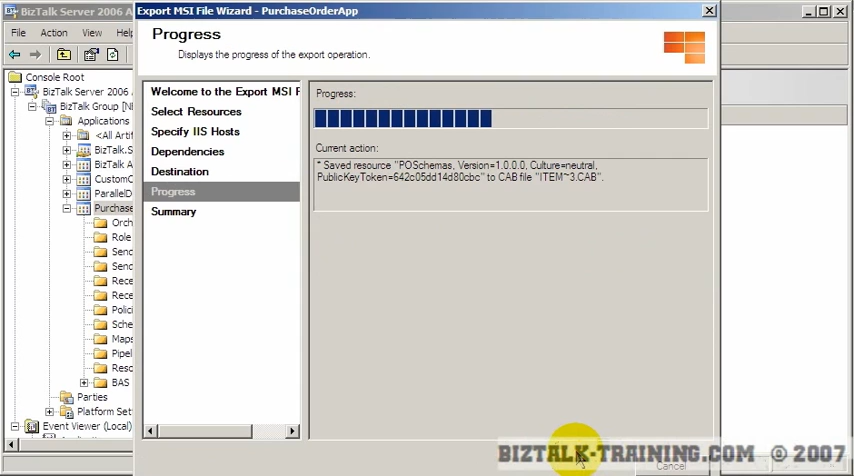 BizTalk Server 2006 A
File Action View Help
Console Root
BizTalk Server 2006
BizTalk Group [N
Applications
<All Artif
BizTalk.S
BizTalk A
CustomC
ParallelD
Purchase
Orch
Role
Send
Send
Rece
Rece
Polici
Sche
Maps
Pipel
Reso
BAS
Parties
Platform Set
Event Viewer (Local)
Export MSI File Wizard - PurchaseOrderApp
Progress
Displays the progress of the export operation.
Welcome to the Export MSI F
Select Resources
Specify IIS Hosts
Dependencies
Destination
Progress
Summary
Progress:
Current action:
* Saved resource "POSchemas, Version=1.0.0.0, Culture=neutral,
PublicKeyToken=642c05dd14d80cbc" to CAB file "ITEM~3.CAB".
Cancel
BIZTALK-TRAINING.COM © 2007